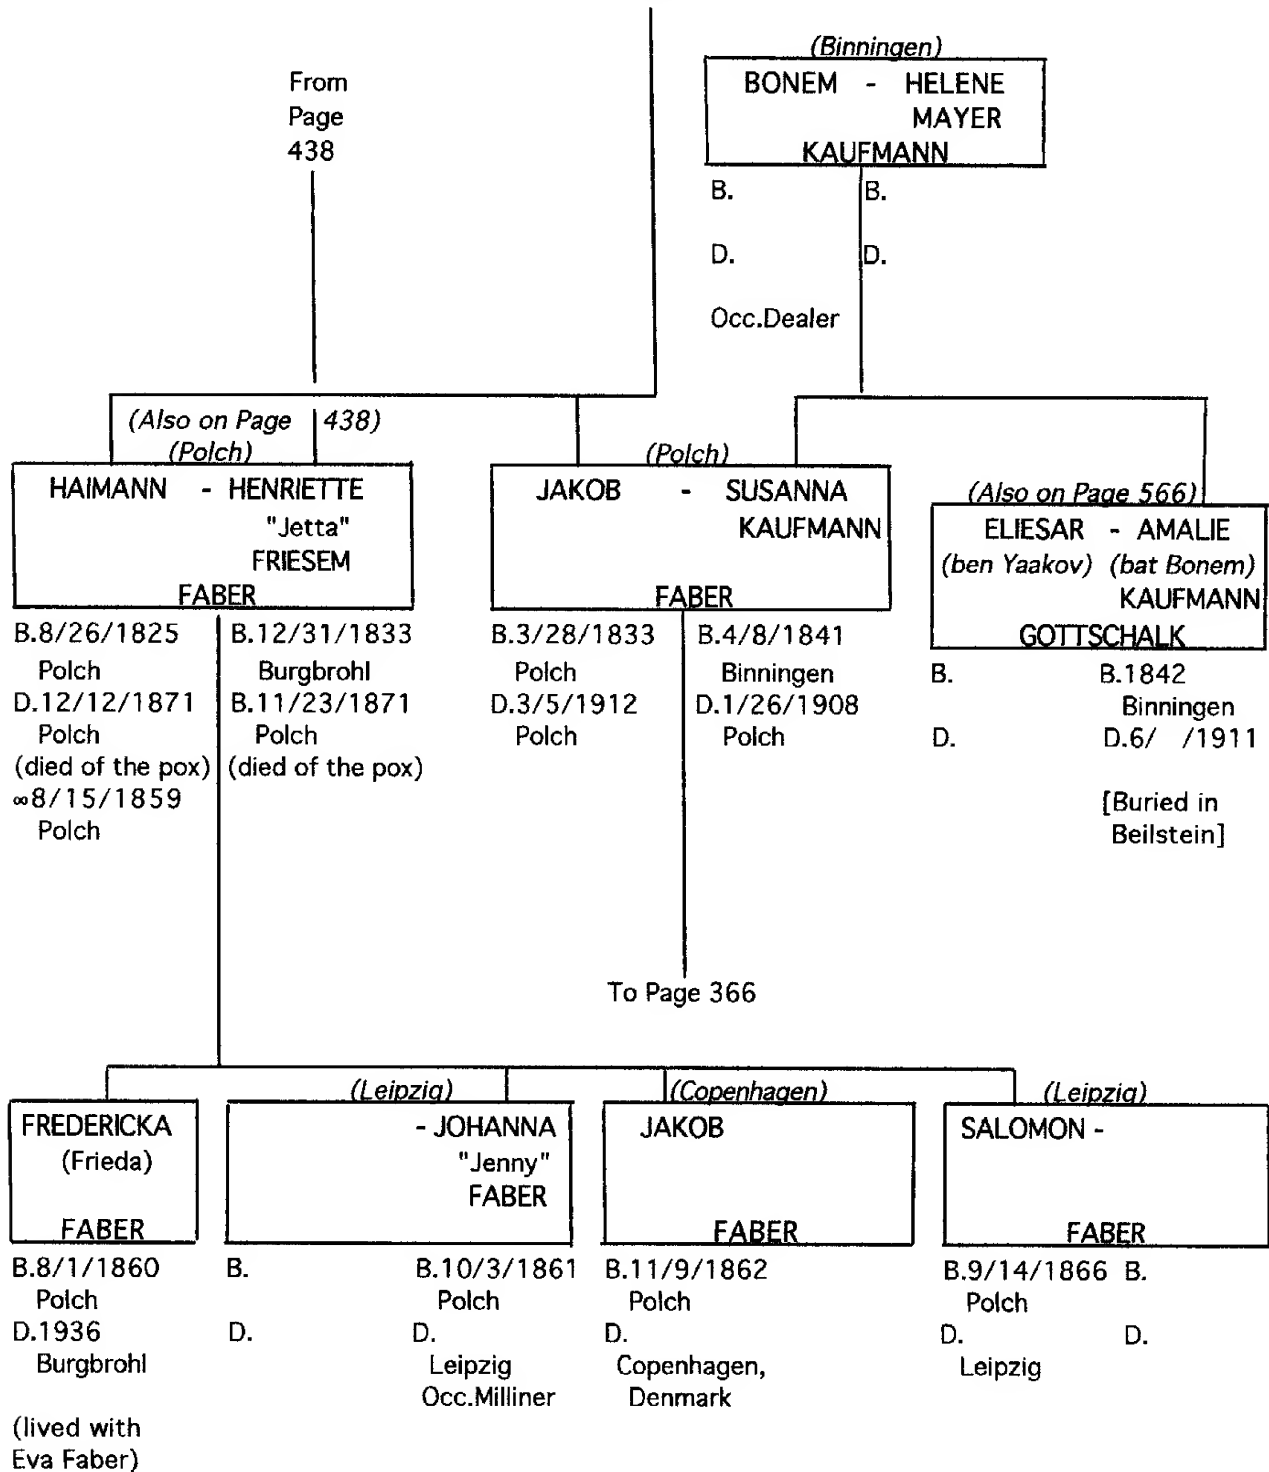 From
Page
438
(Binningen)
BONEM - HELENE
MAYER
KAUFMANN
B. B.
D. D.
Occ.Dealer
(Also on Page 438)
(Polch)
HAIMANN - HENRIETTE
"Jetta"
FRIESEM
FABER
B.8/26/1825 B.12/31/1833
Polch Burgbrohl
D.12/12/1871 B.11/23/1871
Polch Polch
(died of the pox) (died of the pox)
∞8/15/1859
Polch
(Polch)
JAKOB - SUSANNA
KAUFMANN
FABER
B.3/28/1833 B.4/8/1841
Polch Binningen
D.3/5/1912 D.1/26/1908
Polch Polch
To Page 366
(Also on Page 566)
ELIESAR - AMALIE
(ben Yaakov) (bat Bonem)
KAUFMANN
GOTTSCHALK
B. B.1842
Binningen
D. D.6/ /1911
[Buried in
Beilstein]
FREDERICKA
(Frieda)
FABER
B.8/1/1860
Polch
D.1936
Burgbrohl
(lived with
Eva Faber)
(Leipzig)
- JOHANNA
"Jenny"
FABER
B. B.10/3/1861
Polch
D. D.
Leipzig
Occ.Milliner
(Copenhagen)
JAKOB
FABER
B.11/9/1862
Polch
D.
Copenhagen,
Denmark
(Leipzig)
SALOMON -
FABER
B.9/14/1866 B.
Polch
D. D.
Leipzig